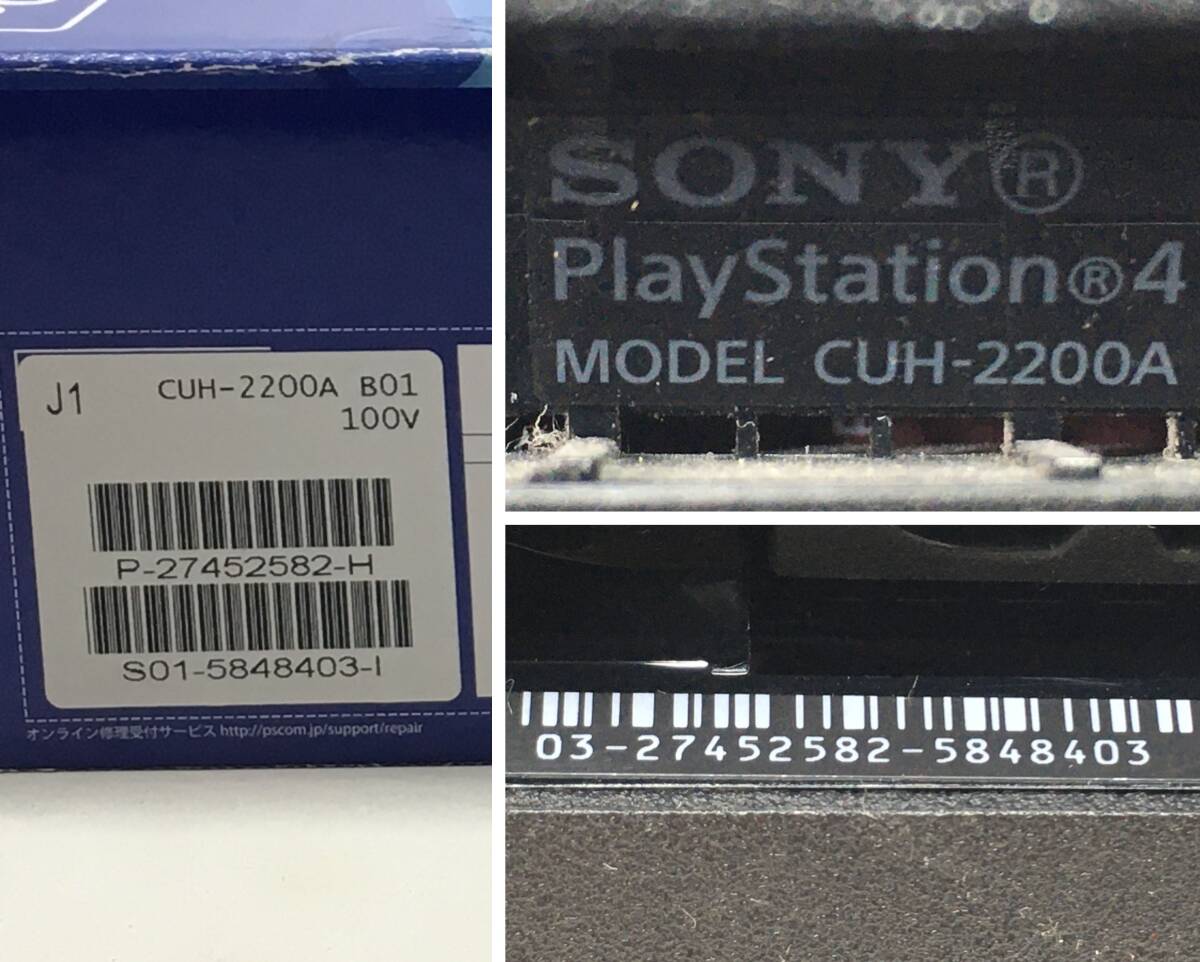 J1 CUH-2200A B01
100V
P-27452582-H
S01-5848403-I
オンライン修理受付サービス http://pscom.jp/support/repair
SONY®
PlayStation®4
MODEL CUH-2200A
03-27452582-5848403